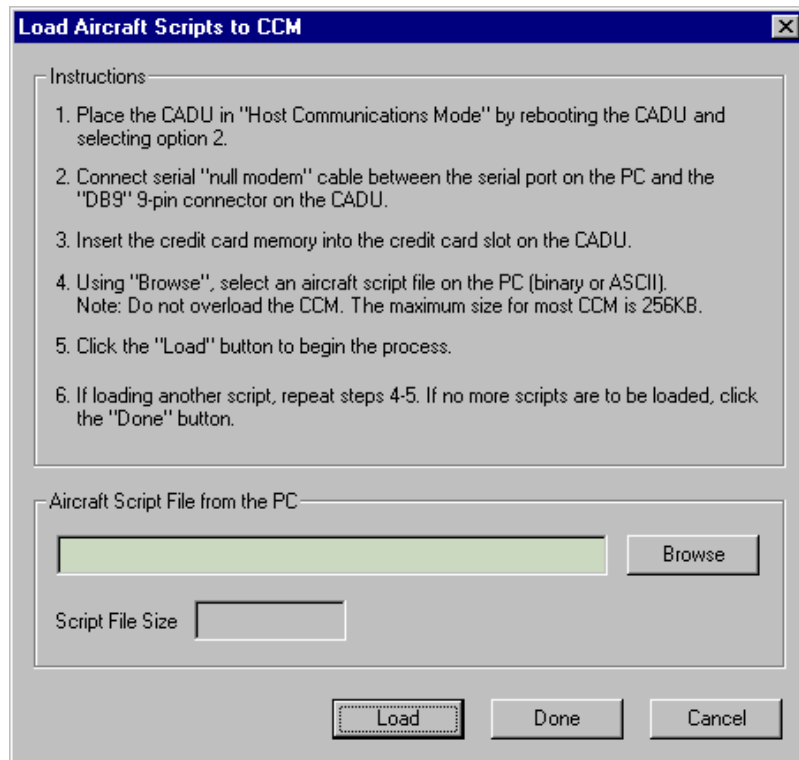 Load Aircraft Scripts to CCM
Instructions
1. Place the CADU in "Host Communications Mode" by rebooting the CADU and
selecting option 2.
2. Connect serial "null modem" cable between the serial port on the PC and the
"DB9" 9-pin connector on the CADU.
3. Insert the credit card memory into the credit card slot on the CADU.
4. Using "Browse", select an aircraft script file on the PC (binary or ASCII).
Note: Do not overload the CCM. The maximum size for most CCM is 256KB.
5. Click the "Load" button to begin the process.
6. If loading another script, repeat steps 4-5. If no more scripts are to be loaded, click
the "Done" button.
Aircraft Script File from the PC
Browse
Script File Size
Load Done Cancel